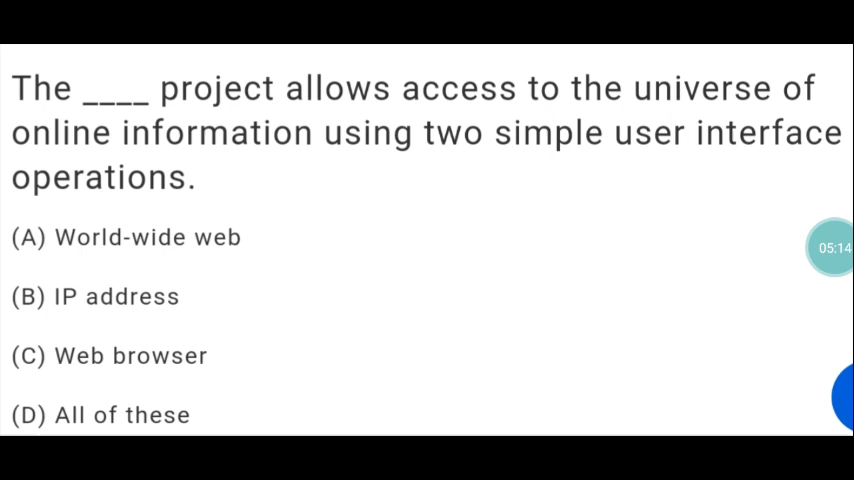 The ____ project allows access to the universe of
online information using two simple user interface
operations.
(A) World-wide web
05:14
(B) IP address
(C) Web browser
(D) All of these